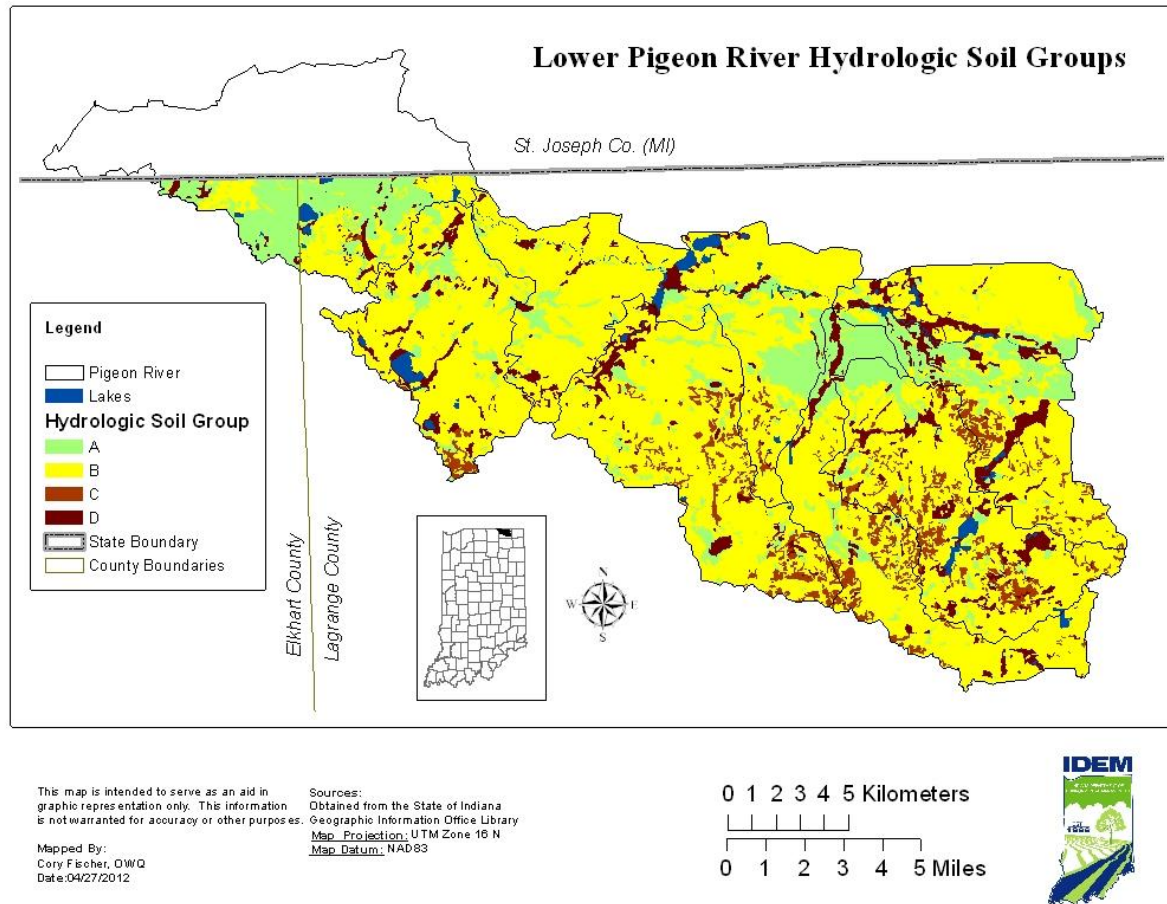 Lower Pigeon River Hydrologic Soil Groups
St. Joseph Co. (MI)
Legend
Pigeon River
Lakes
Hydrologic Soil Group
A
B
C
D
State Boundary
County Boundaries
Elkhart County
Lagrange County
N
W E
S
This map is intended to serve as an aid in
graphic representation only. This information
is not warranted for accuracy or other purposes.
Mapped By:
Cory Fischer, OWQ
Date:04/27/2012
Sources:
Obtained from the State of Indiana
Geographic Information Office Library
Map Projection: UTM Zone 16 N
Map Datum: NAD83
0 1 2 3 4 5 Kilometers
0 1 2 3 4 5 Miles
IDEM